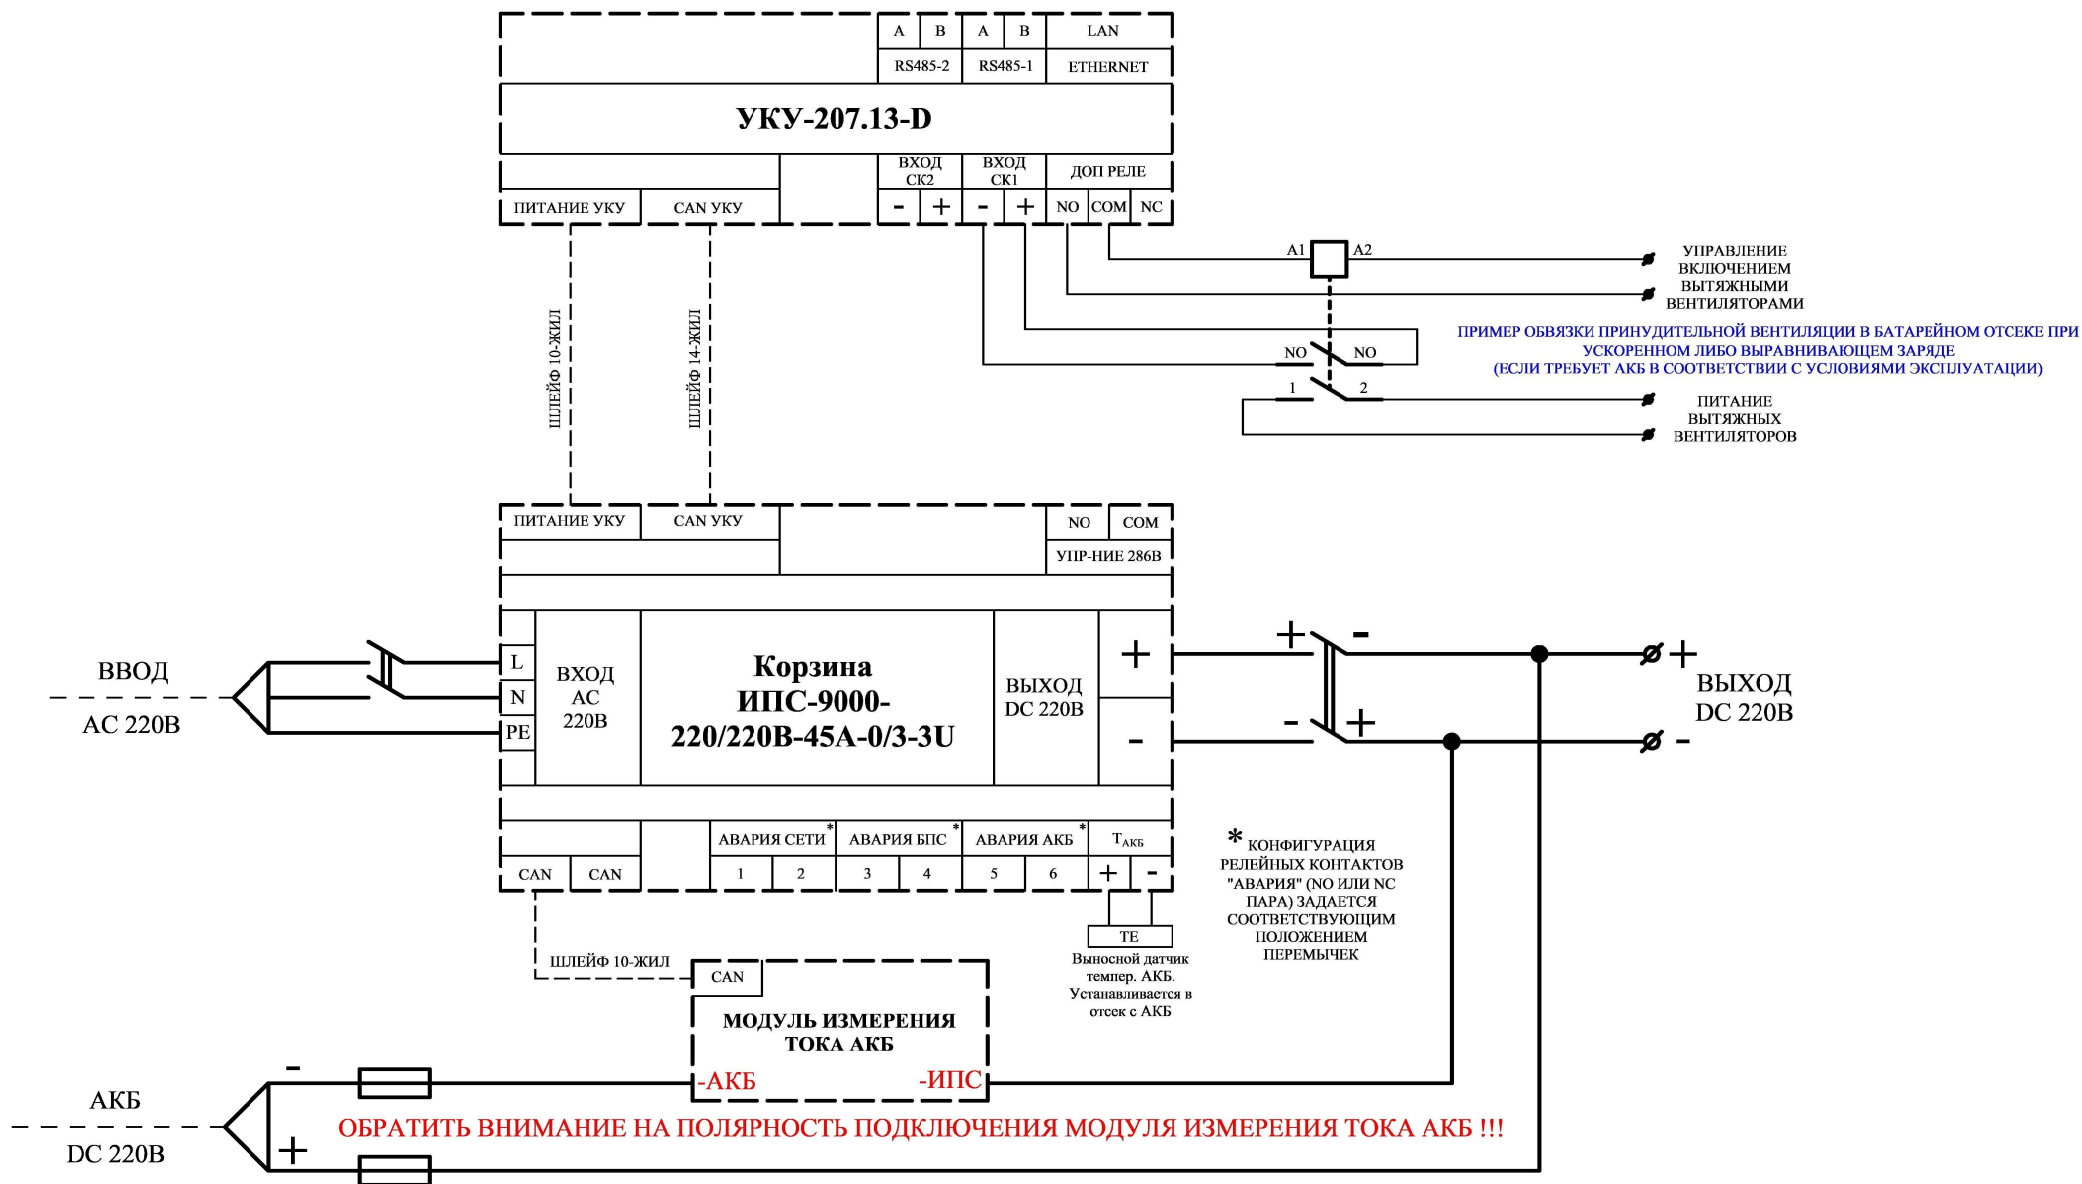 A B A B LAN
RS485-2 RS485-1 ETHERNET
УКУ-207.13-D
ВХОД СК2 ВХОД СК1 ДОП РЕЛЕ
ПИТАНИЕ УКУ CAN УКУ - + - + NO COM NC
A1 A2
УПРАВЛЕНИЕ
ВКЛЮЧЕНИЕМ
ВЫТЯЖНЫМИ
ВЕНТИЛЯТОРАМИ
ШЛЕЙФ 10-ЖИЛ
ШЛЕЙФ 14-ЖИЛ
ПРИМЕР ОБВЯЗКИ ПРИНУДИТЕЛЬНОЙ ВЕНТИЛЯЦИИ В БАТАРЕЙНОМ ОТСЕКЕ ПРИ
УСКОРЕННОМ ЛИБО ВЫРАВНИВАЮЩЕМ ЗАРЯДЕ
(ЕСЛИ ТРЕБУЕТ АКБ В СООТВЕТСТВИИ С УСЛОВИЯМИ ЭКСПЛУАТАЦИИ)
NO NO
1 2
ПИТАНИЕ
ВЫТЯЖНЫХ
ВЕНТИЛЯТОРОВ
ПИТАНИЕ УКУ CAN УКУ NO COM
УПР-НИЕ 286В
ВВОД
AC 220В
L
N
PE
ВХОД
AC
220В
Корзина
ИПС-9000-
220/220В-45А-0/3-3U
ВЫХОД
DC 220В
+
-
+ -
- +
+
-
ВЫХОД
DC 220В
АВАРИЯ СЕТИ* АВАРИЯ БПС* АВАРИЯ АКБ* TАКБ
CAN CAN 1 2 3 4 5 6 + -
* КОНФИГУРАЦИЯ
РЕЛЕЙНЫХ КОНТАКТОВ
"АВАРИЯ" (NO ИЛИ NC
ПАРА) ЗАДАЕТСЯ
СООТВЕТСТВУЮЩИМ
ПОЛОЖЕНИЕМ
ПЕРЕМЫЧЕК
TE
Выносной датчик
темпер. АКБ.
Устанавливается в
отсек с АКБ
ШЛЕЙФ 10-ЖИЛ
CAN
МОДУЛЬ ИЗМЕРЕНИЯ
ТОКА АКБ
-АКБ -ИПС
-
АКБ
DC 220В
+
ОБРАТИТЬ ВНИМАНИЕ НА ПОЛЯРНОСТЬ ПОДКЛЮЧЕНИЯ МОДУЛЯ ИЗМЕРЕНИЯ ТОКА АКБ !!!